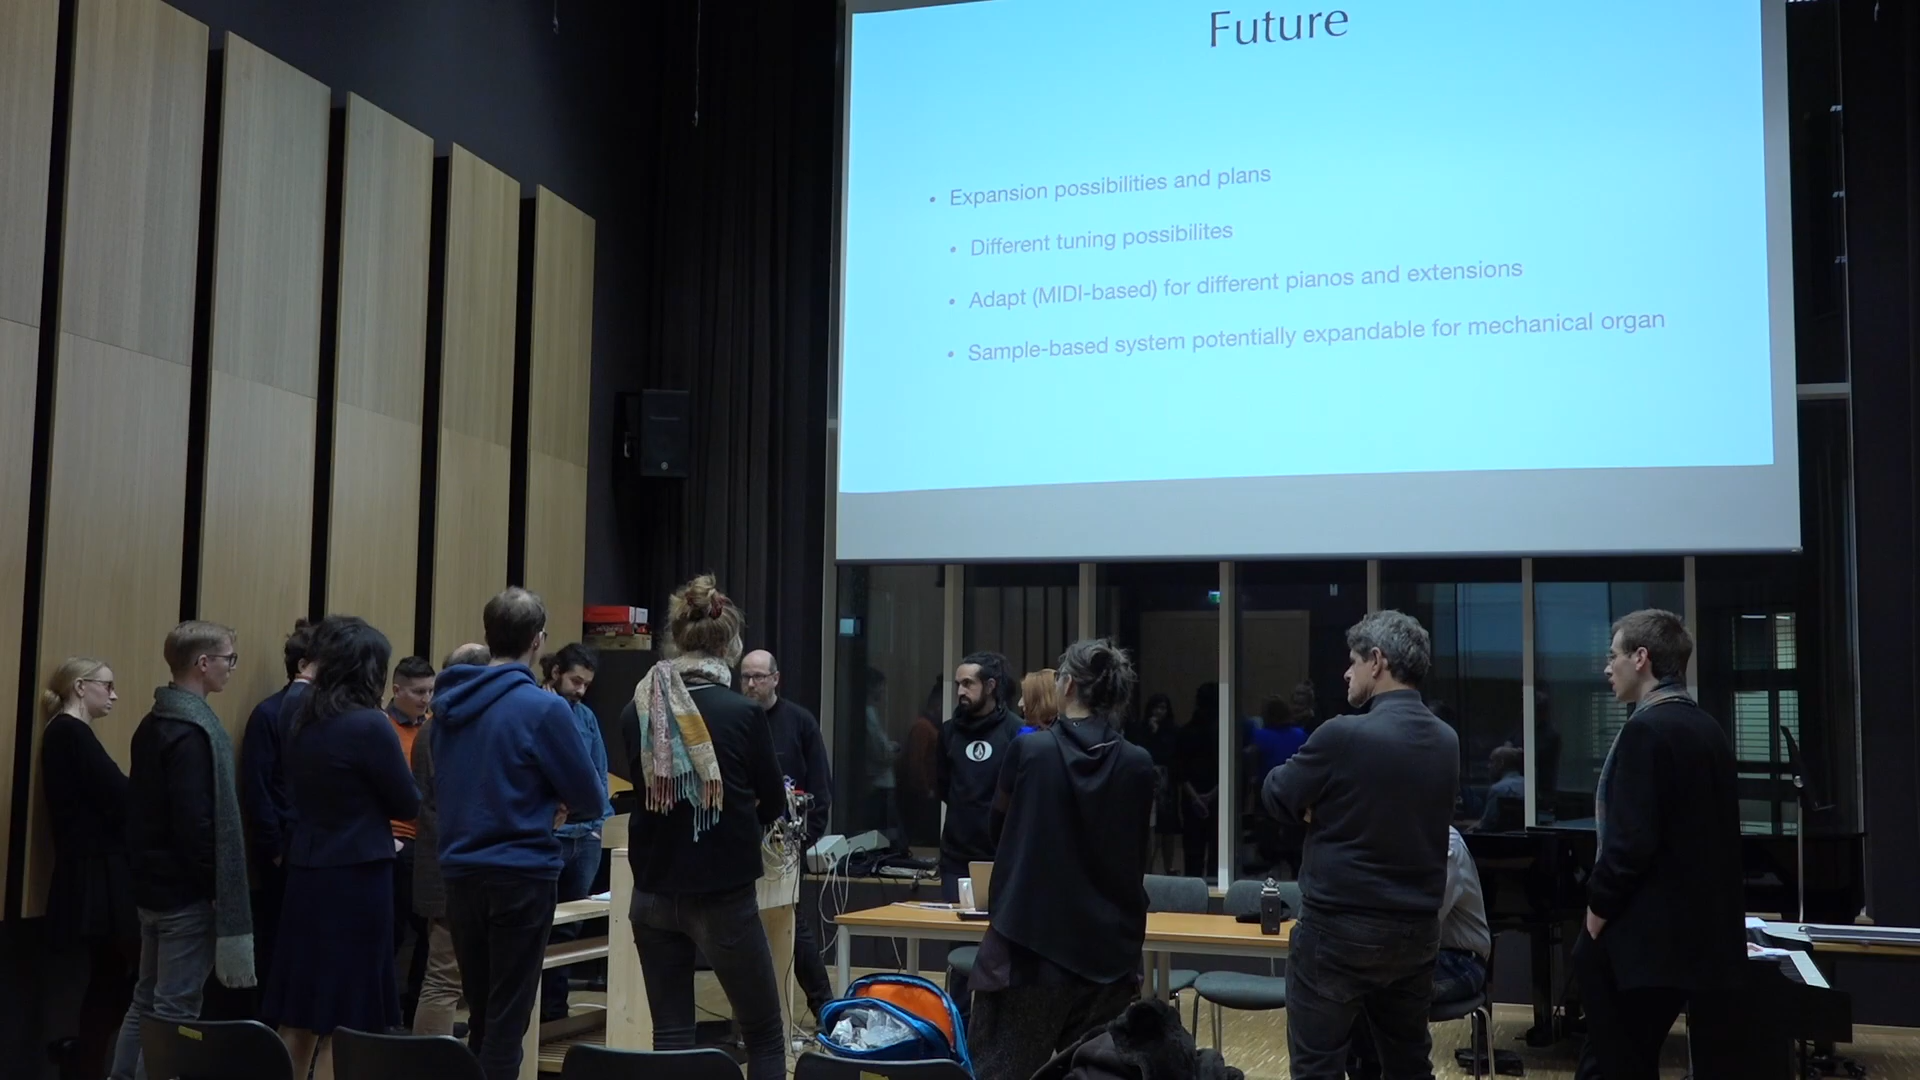 Future
• Expansion possibilities and plans
• Different tuning possibilites
• Adapt (MIDI-based) for different pianos and extensions
• Sample-based system potentially expandable for mechanical organ